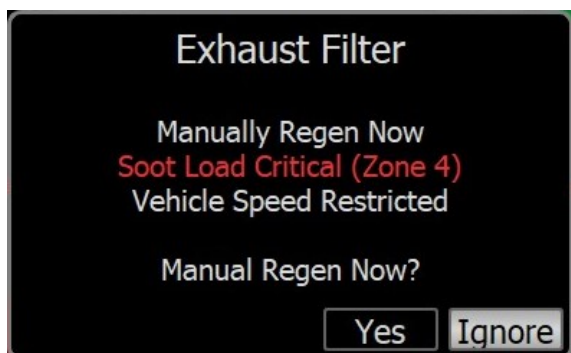 Exhaust Filter
Manually Regen Now
Soot Load Critical (Zone 4)
Vehicle Speed Restricted
Manual Regen Now?
Yes Ignore